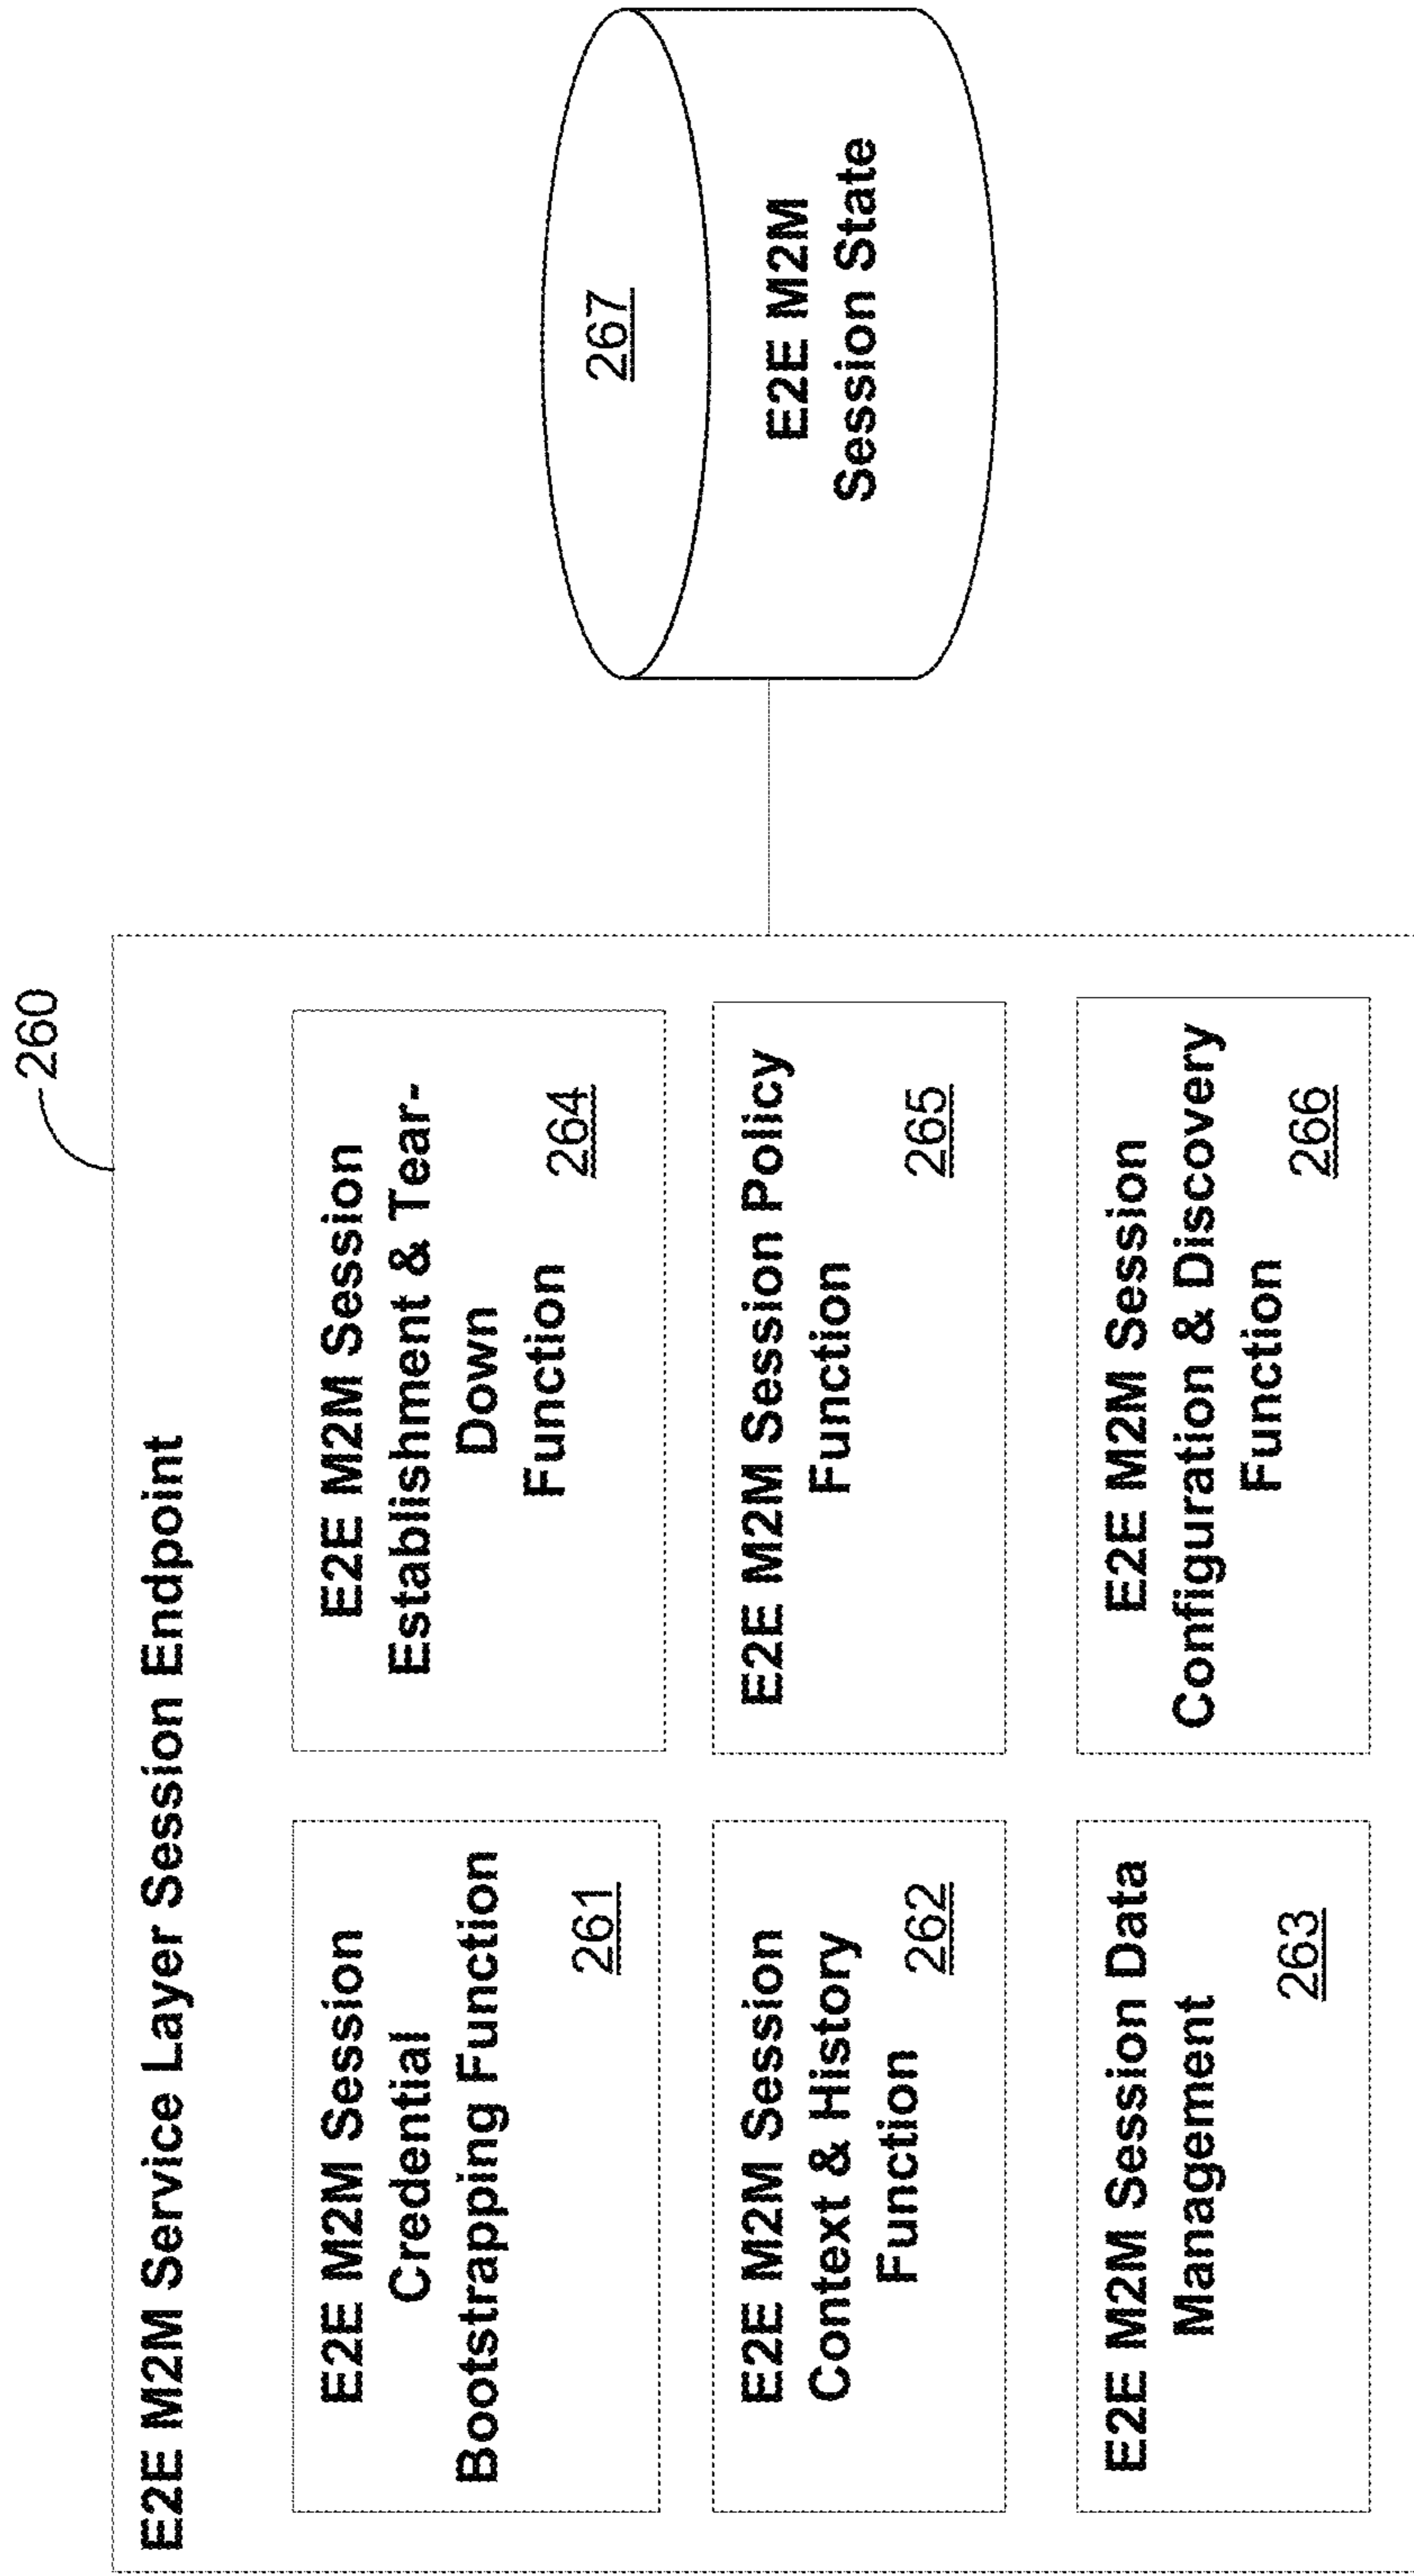 260
E2E M2M Service Layer Session Endpoint
E2E M2M Session
Credential
Bootstrapping Function
261
E2E M2M Session
Establishment & Tear-
Down
Function
264
E2E M2M Session
Context & History
Function
262
E2E M2M Session Policy
Function
265
E2E M2M Session Data
Management
263
E2E M2M Session
Configuration & Discovery
Function
266
267
E2E M2M
Session State